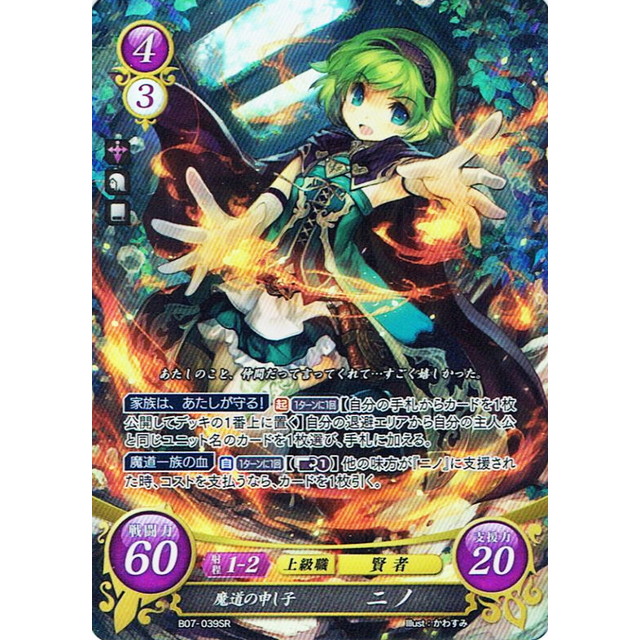 4
3
あたしのこと、仲間だって言ってくれて…すごく嬉しかった。
家族は、あたしが守る! 起 1ターンに1回 【自分の手札からカードを1枚
公開してデッキの1番上に置く】自分の退避エリアから自分の主人公
と同じユニット名のカードを1枚選び、手札に加える。
魔道一族の血 自 1ターンに1回 【1】他の味方が『ニノ』に支援され
た時、コストを支払うなら、カードを1枚引く。
戦闘力 60 射程 1-2 上級職 賢者 支援力 20
魔道の申し子 ニノ
B07-039SR Illust:かわすみ